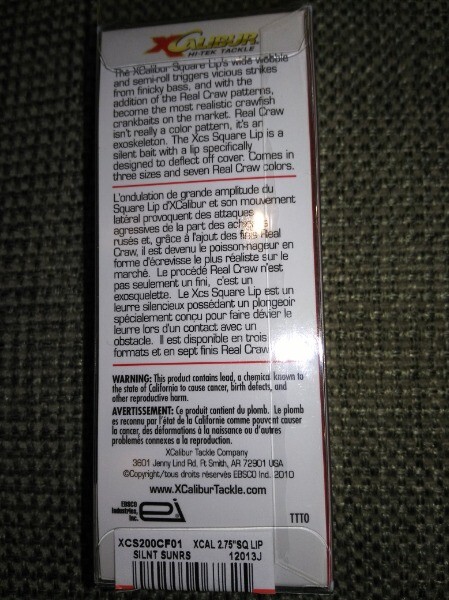 XCALIBUR
HI-TEK TACKLE
The XCalibur Square Lip's wide wobble
and semi-roll triggers vicious strikes
from finicky bass, and with the
addition of the Real Craw patterns,
become the most realistic crawfish
crankbaits on the market. Real Craw
isn't really a color pattern, it's an
exoskeleton. The Xcs Square Lip is a
silent bait with a lip specifically
designed to deflect off cover. Comes in
three sizes and seven Real Craw colors.
L'ondulation de grande amplitude du
Square Lip d'XCalibur et son mouvement
latéral provoquent des attaques
agressives de la part des achigans
rusés et, grâce à l'ajout des finis Real
Craw, il est devenu le poisson-nageur en
forme d'écrevisse le plus réaliste sur le
marché. Le procédé Real Craw n'est
pas seulement un fini, c'est un
exosquelette. Le Xcs Square Lip est un
leurre silencieux possédant un plongeoir
spécialement conçu pour faire dévier le
leurre lors d'un contact avec un
obstacle. Il est disponible en trois
formats et en sept finis Real Craw
WARNING: This product contains lead, a chemical known to
the state of California to cause cancer, birth defects, and
other reproductive harm.
AVERTISSEMENT: Ce produit contient du plomb. Le plomb
es reconnu par l'état de la California comme pouvant causer
la cancer, des déformations à la naissance ou d'autres
problèmes connexes a la reproduction.
XCalibur Tackle Company
3601 Jenny Lind Rd, Ft Smith, AR 72901 USA
©Copyright/tous droits réservés EBSCO Ind. 2010
www.XCaliburTackle.com
EBSCO
Industries,
Inc.
ei
TTTO
XCS200CF01 XCAL 2.75"SQ LIP
SILNT SUNRS 12013J